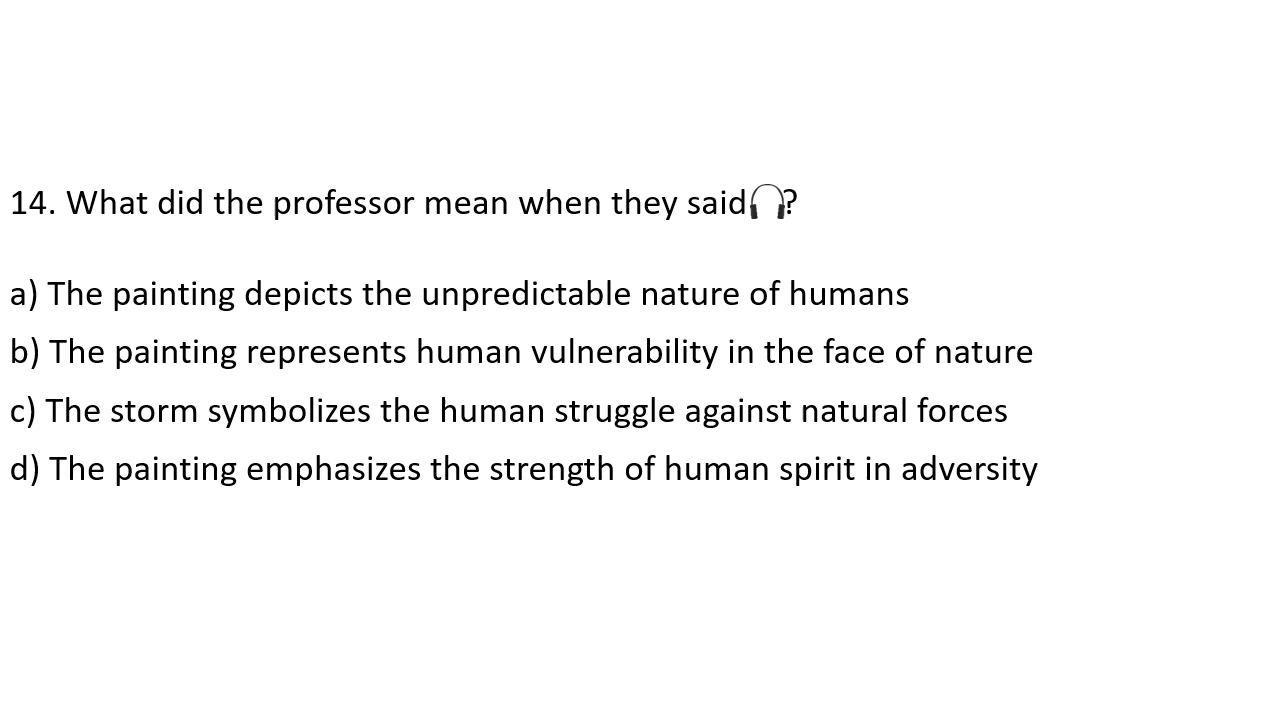 14. What did the professor mean when they said🎧?
a) The painting depicts the unpredictable nature of humans
b) The painting represents human vulnerability in the face of nature
c) The storm symbolizes the human struggle against natural forces
d) The painting emphasizes the strength of human spirit in adversity